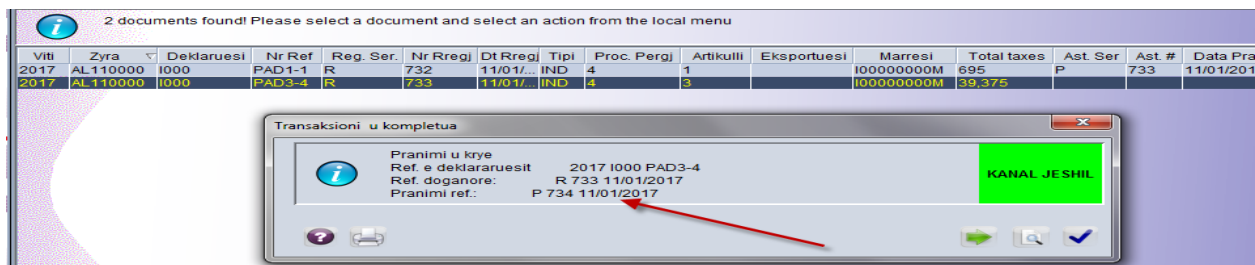 2 documents found! Please select a document and select an action from the local menu
Viti Zyra Deklaruesi Nr Ref Reg. Ser. Nr Rregj Dt Rregj Tipi Proc. Pergj Artikulli Eksportuesi Marresi Total taxes Ast. Ser Ast. # Data Pra
2017 AL110000 I000 PAD1-1 R 732 11/01/... IND 4 1 I00000000M 695 P 733 11/01/201
2017 AL110000 I000 PAD3-4 R 733 11/01/... IND 4 3 I00000000M 39,375
Transaksioni u kompletua
Pranimi u krye
Ref. e deklararuesit 2017 I000 PAD3-4
Ref. doganore: R 733 11/01/2017
Pranimi ref.: P 734 11/01/2017
KANAL JESHIL